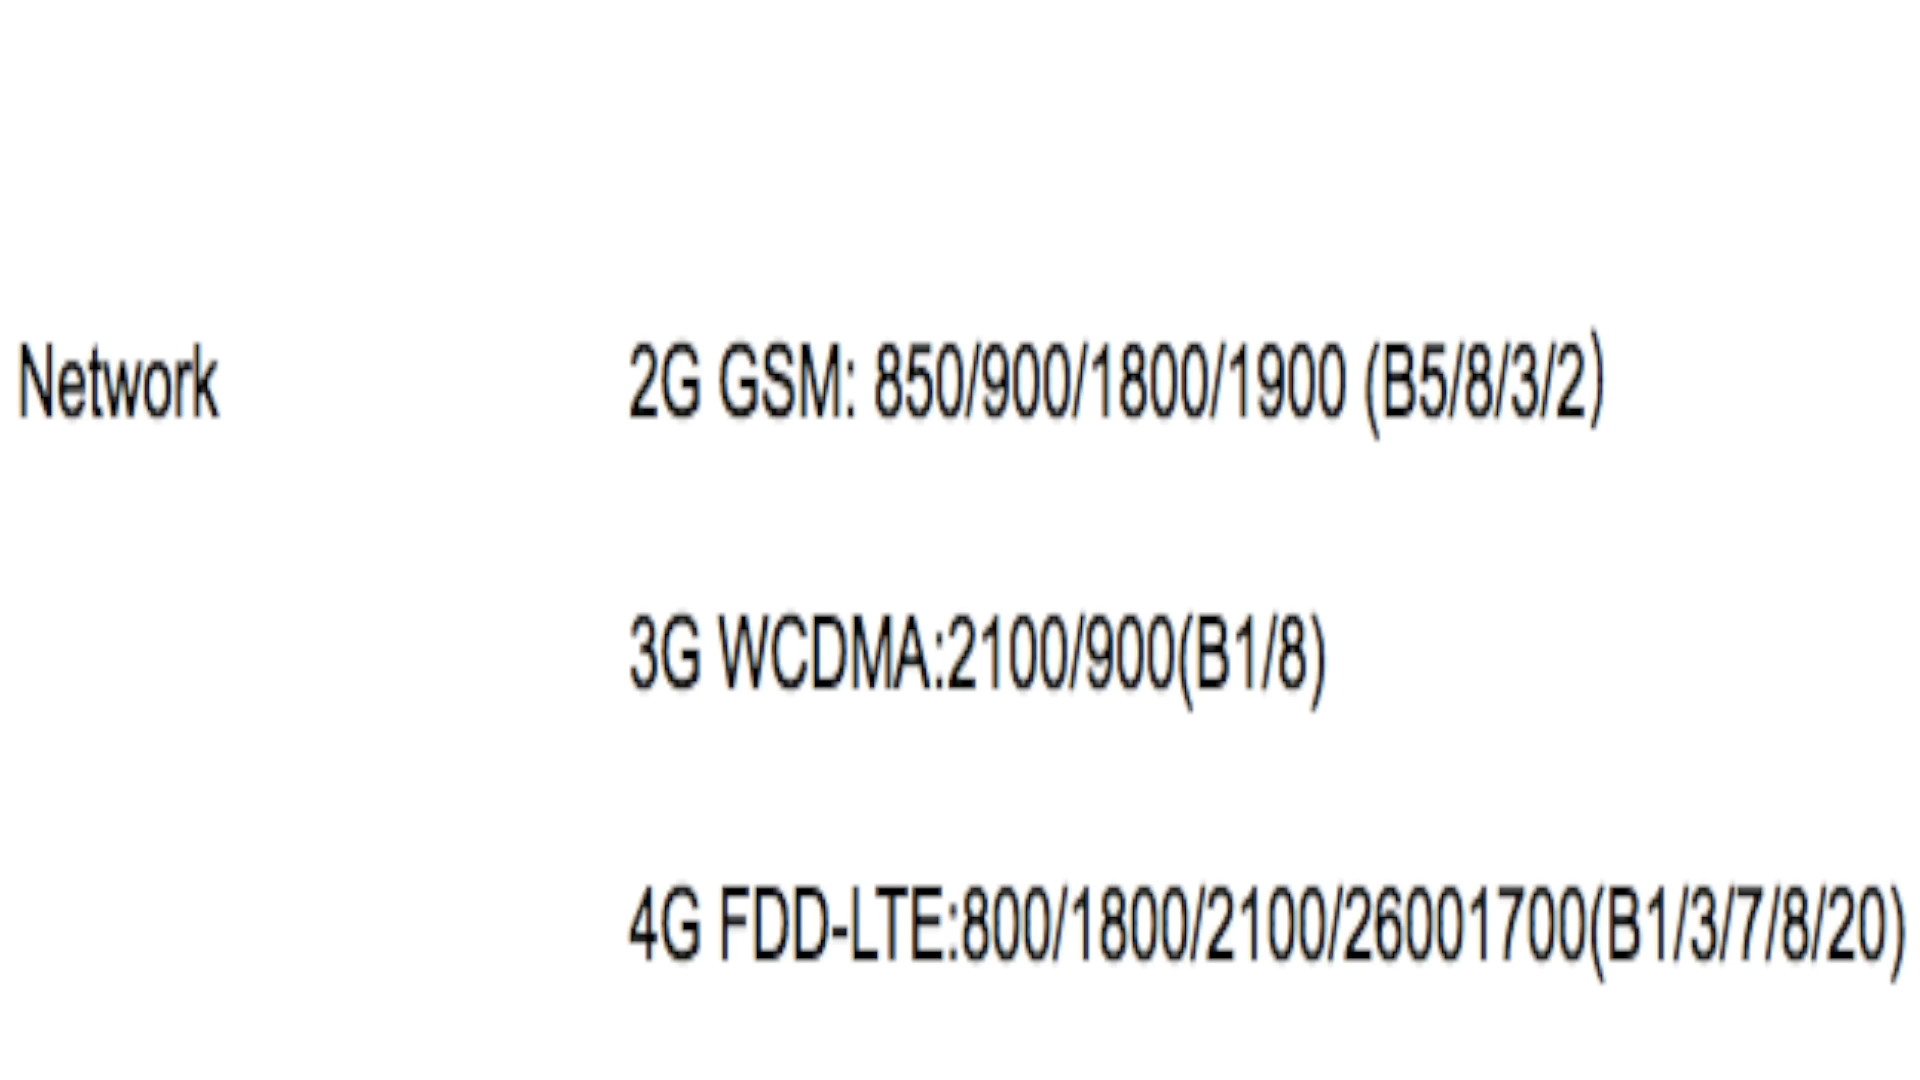 Network 2G GSM: 850/900/1800/1900 (B5/8/3/2)
3G WCDMA:2100/900(B1/8)
4G FDD-LTE:800/1800/2100/26001700(B1/3/7/8/20)